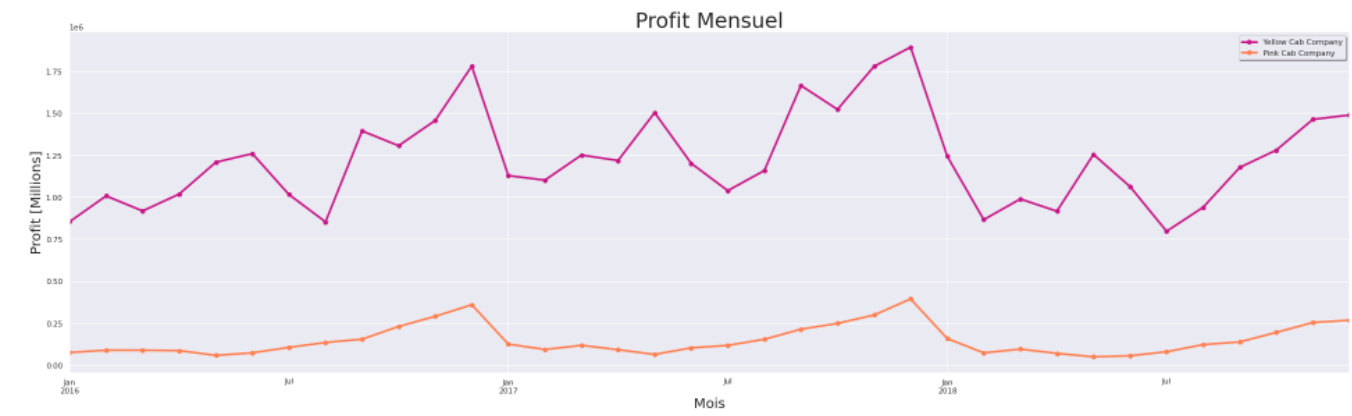 Profit Mensuel
1e6
Yellow Cab Company
Pink Cab Company
1.75
1.50
1.25
1.00
0.75
0.50
0.25
0.00
Profit [Millions]
Jan Jul Jan Jul Jan Jul
2016 2017 2018
Mois